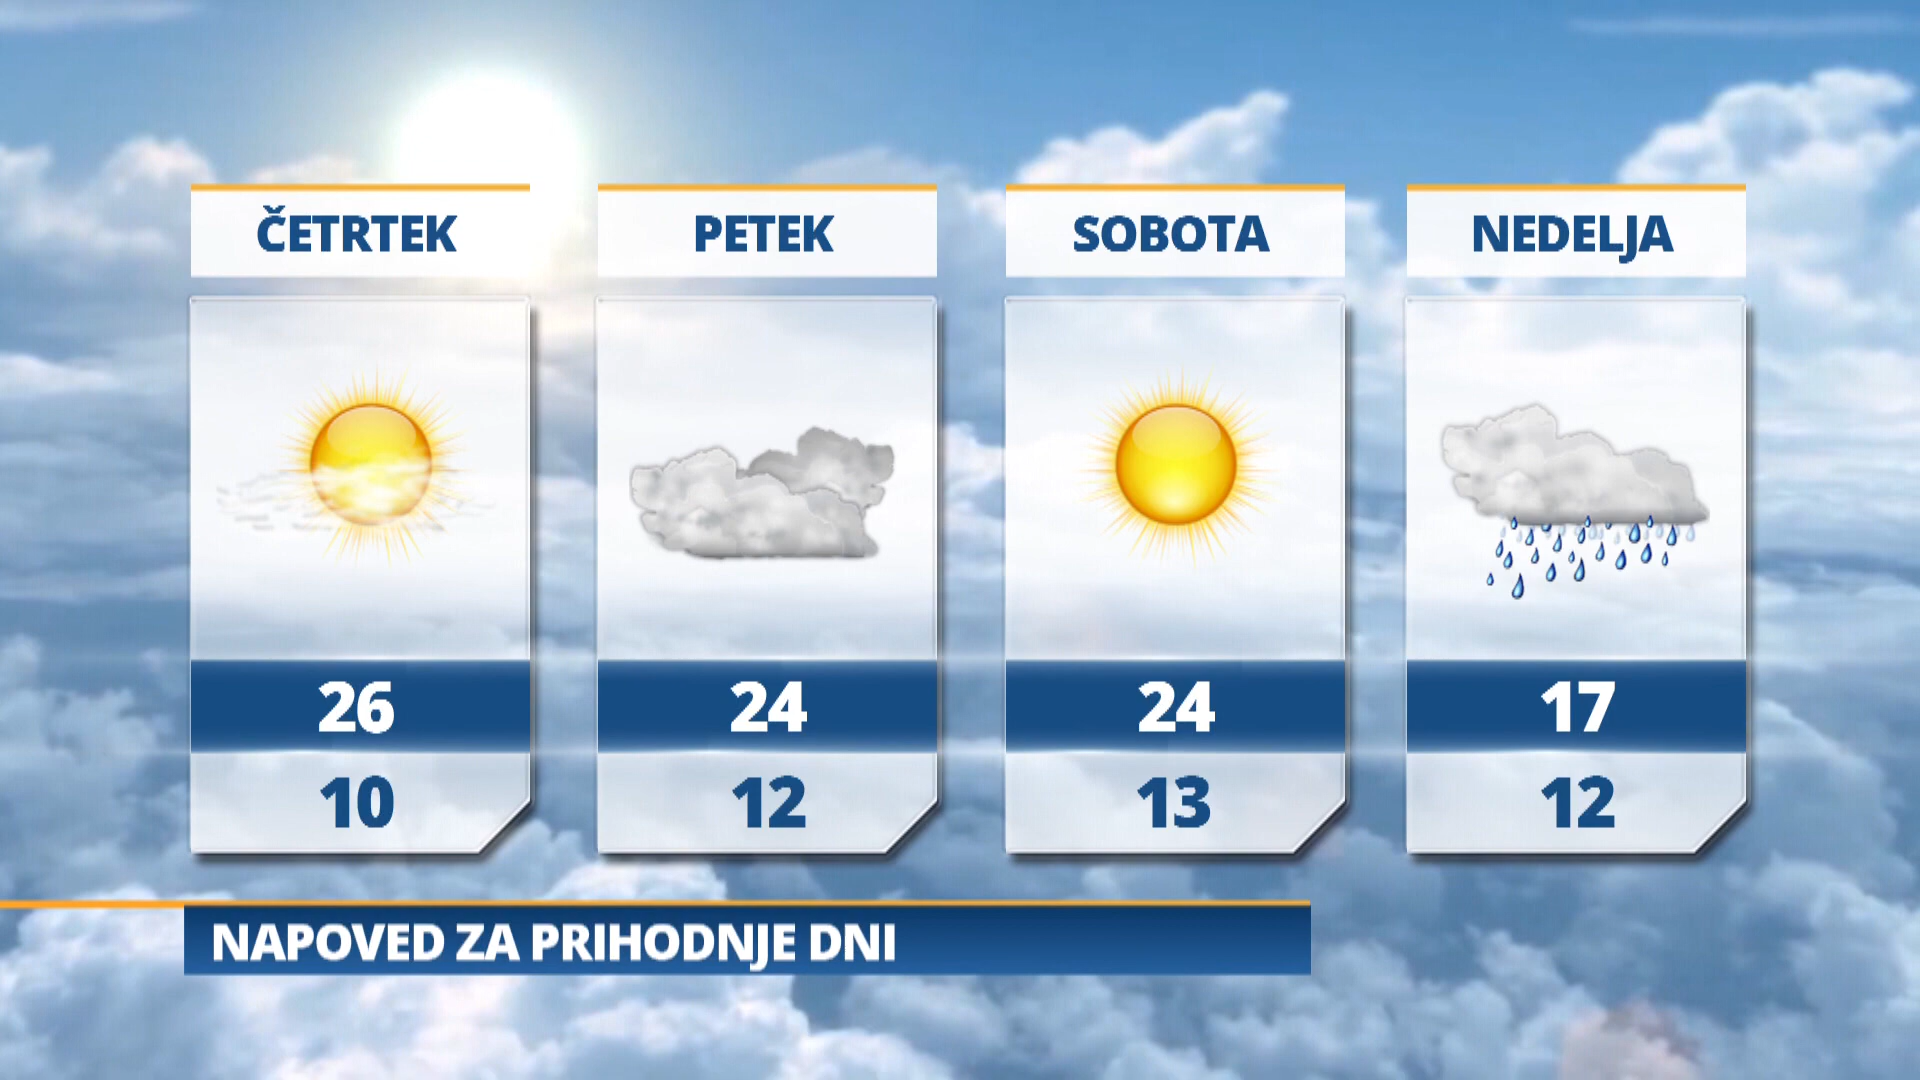 ČETRTEK PETEK SOBOTA NEDELJA
26 24 24 17
10 12 13 12
NAPOVED ZA PRIHODNJE DNI